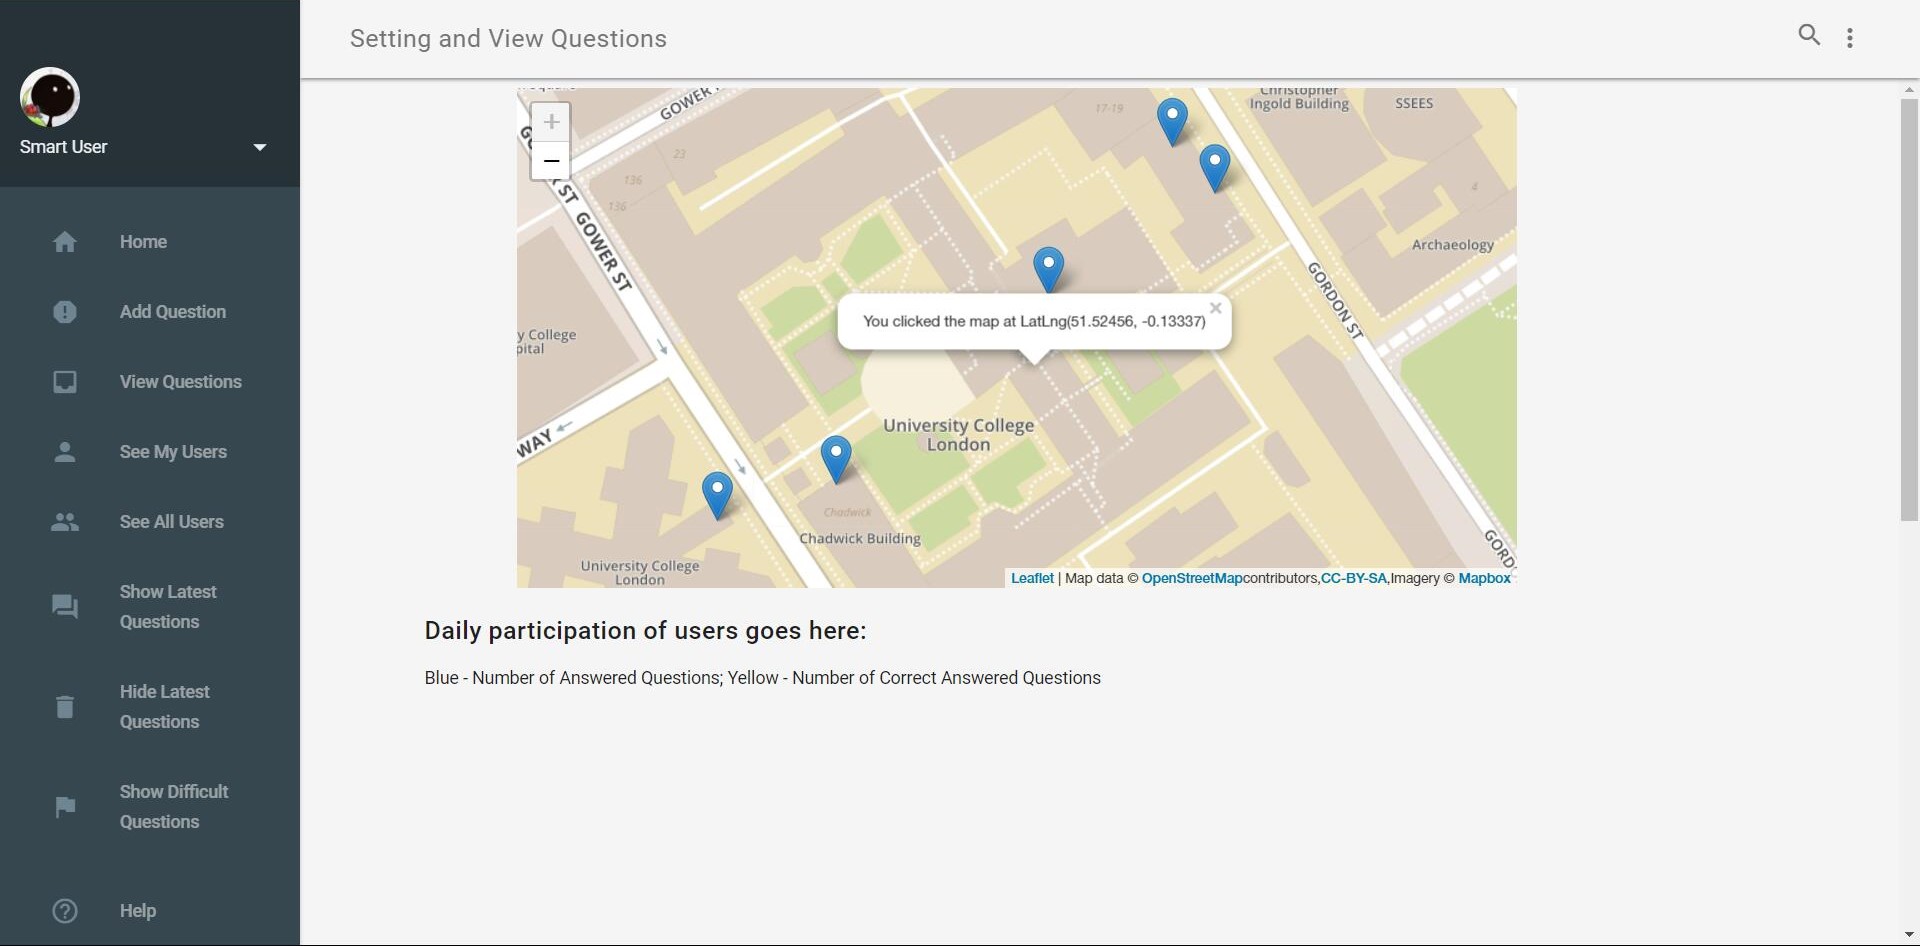 Setting and View Questions
Smart User
Home
Add Question
View Questions
See My Users
See All Users
Show Latest
Questions
Hide Latest
Questions
Show Difficult
Questions
Help
+
−
GOWER
23
136
136
17-19
Christopher
Ingold Building
SSEES
4
Archaeology
ST
GOWER ST
GORDON ST
y College
pital
You clicked the map at LatLng(51.52456, -0.13337)
×
WAY
University College
London
Chadwick
Chadwick Building
University College
London
GORD
Leaflet | Map data © OpenStreetMapcontributors,CC-BY-SA,Imagery © Mapbox
Daily participation of users goes here:
Blue - Number of Answered Questions; Yellow - Number of Correct Answered Questions